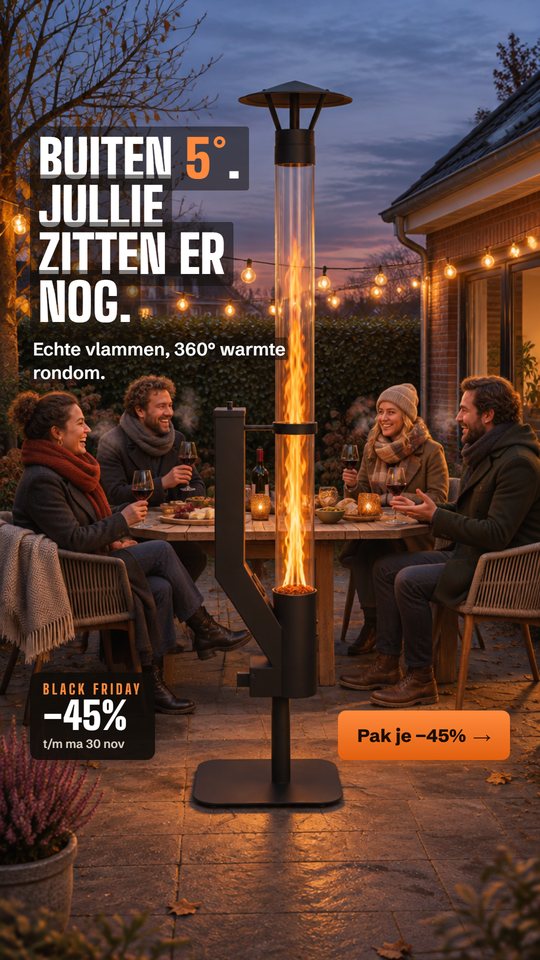 BUITEN 5°.
JULLIE
ZITTEN ER
NOG.
Echte vlammen, 360° warmte
rondom.
BLACK FRIDAY
−45%
t/m ma 30 nov
Pak je −45% →